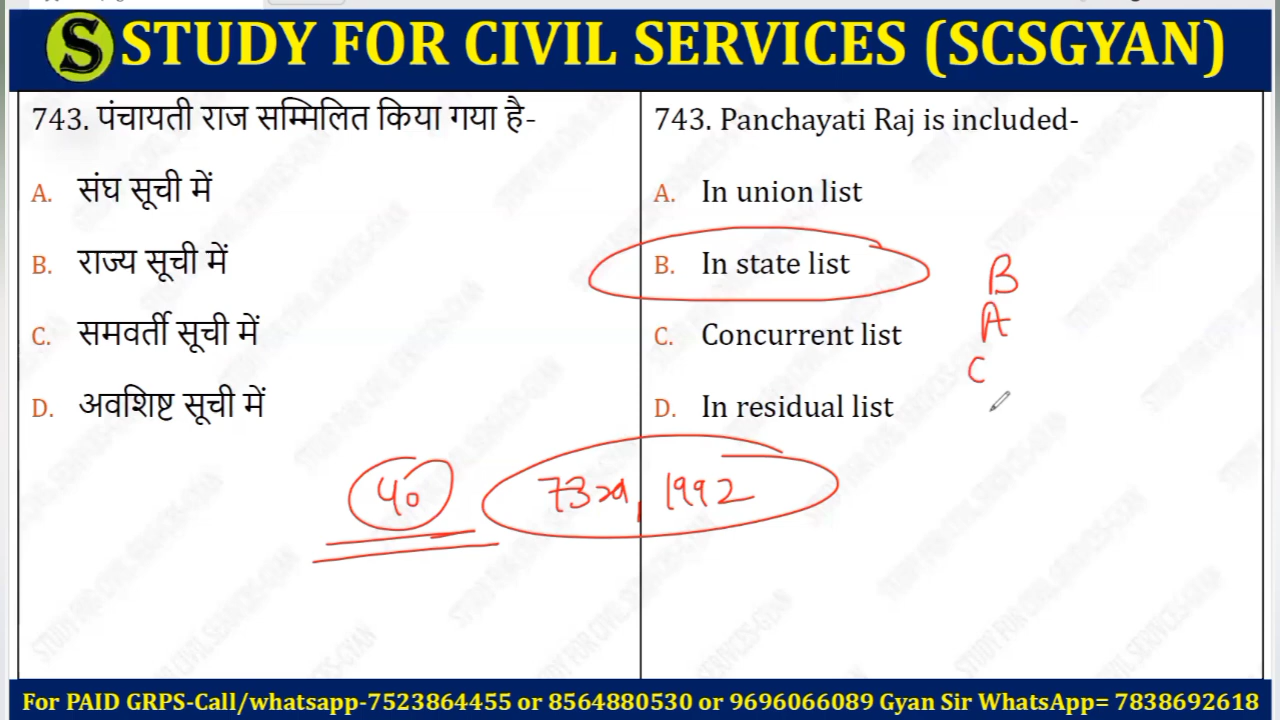 S STUDY FOR CIVIL SERVICES (SCSGYAN)
743. पंचायती राज सम्मिलित किया गया है-
A. संघ सूची में
B. राज्य सूची में
C. समवर्ती सूची में
D. अवशिष्ट सूची में
743. Panchayati Raj is included-
A. In union list
B. In state list
C. Concurrent list
D. In residual list
B
A
C
40
73 1992
For PAID GRPS-Call/whatsapp-7523864455 or 8564880530 or 9696066089 Gyan Sir WhatsApp= 7838692618